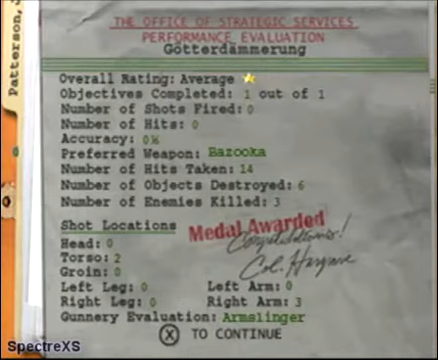 Patterson, J
THE OFFICE OF STRATEGIC SERVICES
PERFORMANCE EVALUATION
Götterdämmerung
Overall Rating: Average
Objectives Completed: 1 out of 1
Number of Shots Fired: 0
Number of Hits: 0
Accuracy: 0%
Preferred Weapon: Bazooka
Number of Hits Taken: 14
Number of Objects Destroyed: 6
Number of Enemies Killed: 3
Shot Locations
Medal Awarded
Congratulations!
Col. Hargrove
Head: 0
Torso: 2
Groin: 0
Left Leg: 0 Left Arm: 0
Right Leg: 0 Right Arm: 3
Gunnery Evaluation: Armslinger
X TO CONTINUE
SpectreXS